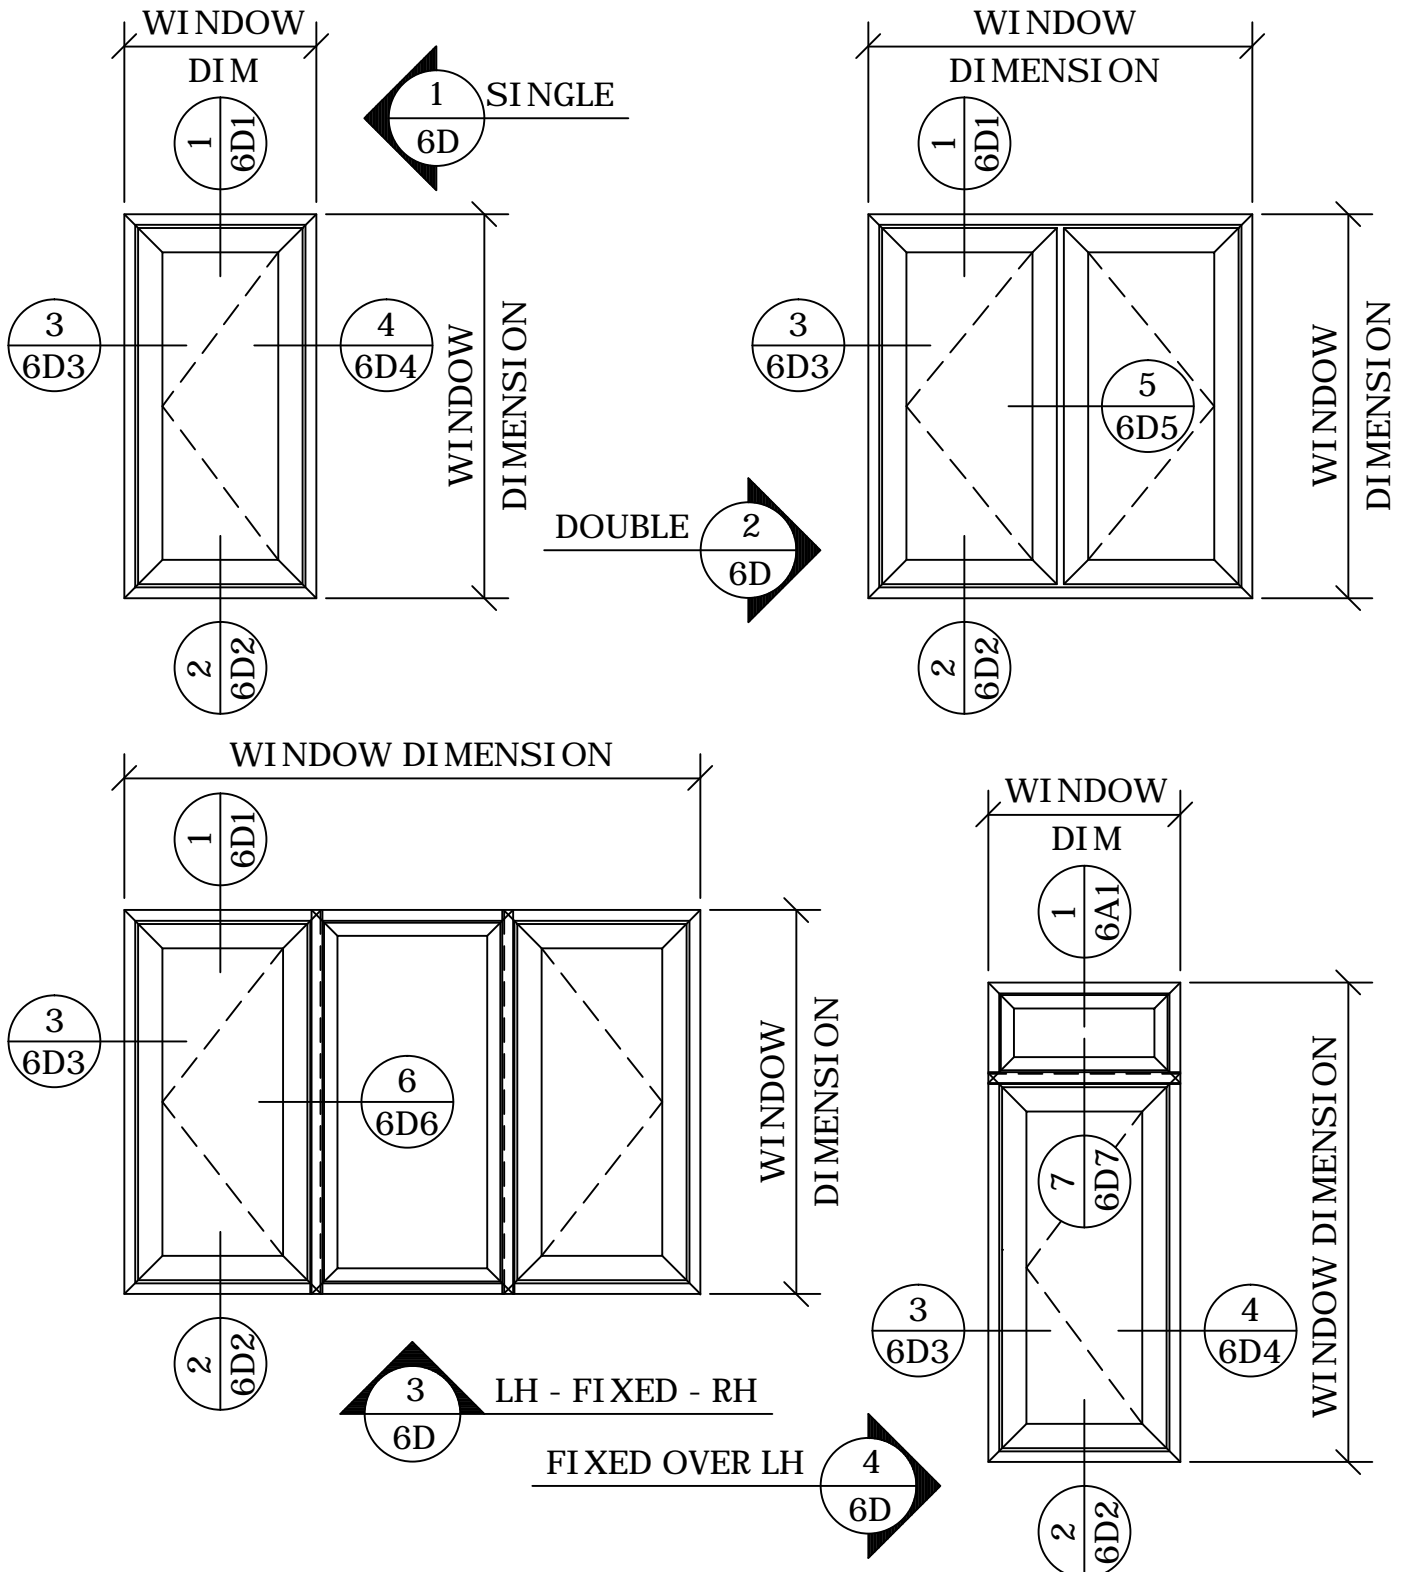 WINDOW
DIM
1
6D1
1
6D
SINGLE
3
6D3
4
6D4
WINDOW
DIMENSION
2
6D2
WINDOW
DIMENSION
1
6D1
3
6D3
5
6D5
WINDOW
DIMENSION
DOUBLE
2
6D
2
6D2
WINDOW DIMENSION
1
6D1
3
6D3
6
6D6
WINDOW
DIMENSION
2
6D2
3
6D
LH - FIXED - RH
WINDOW
DIM
1
6A1
7
6D7
WINDOW DIMENSION
3
6D3
4
6D4
FIXED OVER LH
4
6D
2
6D2